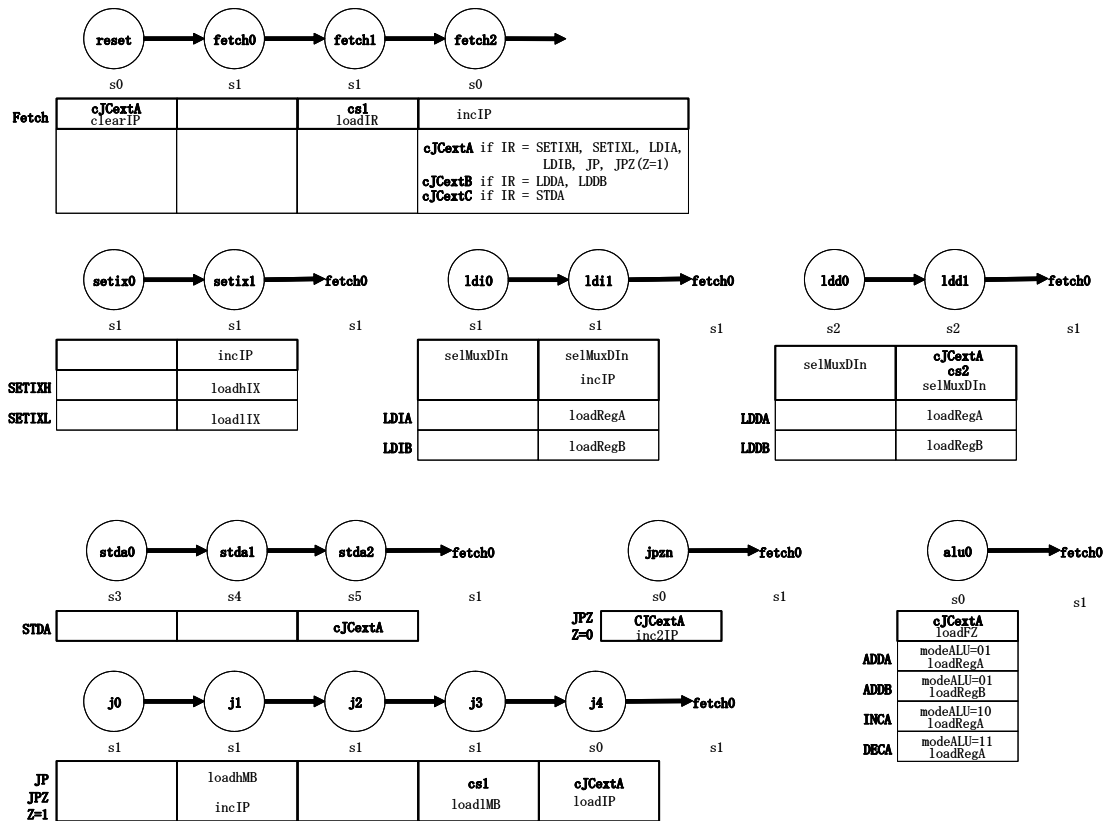 reset fetch0 fetch1 fetch2
s0 s1 s1 s0
Fetch cJCextA cs1 incIP
clearIP loadIR
cJCextA if IR = SETIXH, SETIXL, LDIA,
LDIB, JP, JPZ(Z=1)
cJCextB if IR = LDDA, LDDB
cJCextC if IR = STDA
setix0 setix1 fetch0
s1 s1 s1
incIP
SETIXH loadhIX
SETIXL loadlIX
ldi0 ldi1 fetch0
s1 s1 s1
selMuxDIn selMuxDIn
incIP
LDIA loadRegA
LDIB loadRegB
ldd0 ldd1 fetch0
s2 s2 s1
selMuxDIn cJCextA
cs2
selMuxDIn
LDDA loadRegA
LDDB loadRegB
stda0 stda1 stda2 fetch0
s3 s4 s5 s1
STDA cJCextA
jpzn fetch0
s0 s1
JPZ CJCextA
Z=0 inc2IP
alu0 fetch0
s0 s1
cJCextA
loadFZ
ADDA modeALU=01
loadRegA
ADDB modeALU=01
loadRegB
INCA modeALU=10
loadRegA
DECA modeALU=11
loadRegA
j0 j1 j2 j3 j4 fetch0
s1 s1 s1 s1 s0 s1
JP loadhMB cs1 cJCextA
JPZ incIP loadlMB loadIP
Z=1